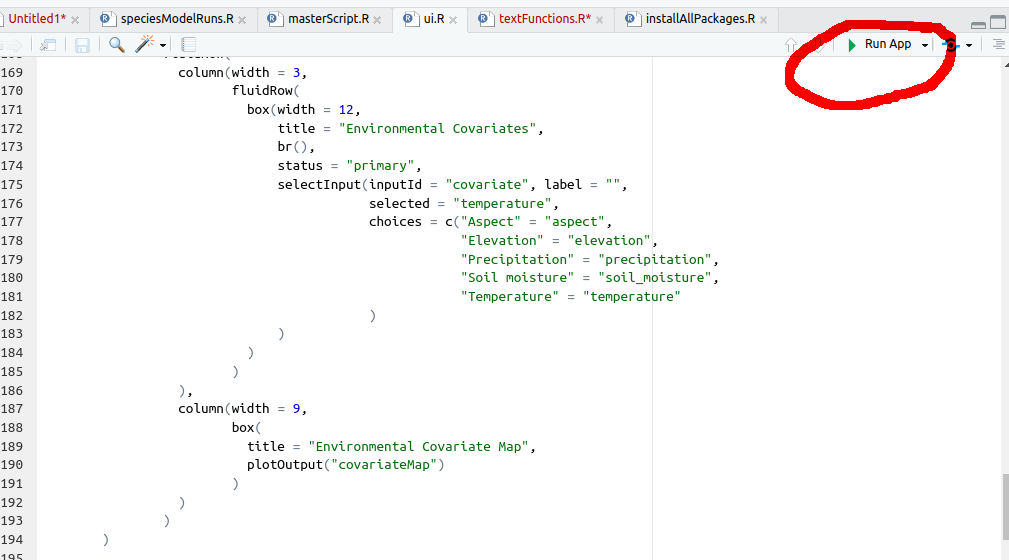 Untitled1* speciesModelRuns.R masterScript.R ui.R textFunctions.R* installAllPackages.R
Run App
169 column(width = 3,
170 fluidRow(
171 box(width = 12,
172 title = "Environmental Covariates",
173 br(),
174 status = "primary",
175 selectInput(inputId = "covariate", label = "",
176 selected = "temperature",
177 choices = c("Aspect" = "aspect",
178 "Elevation" = "elevation",
179 "Precipitation" = "precipitation",
180 "Soil moisture" = "soil_moisture",
181 "Temperature" = "temperature"
182 )
183 )
184 )
185 )
186 ),
187 column(width = 9,
188 box(
189 title = "Environmental Covariate Map",
190 plotOutput("covariateMap")
191 )
192 )
193 )
194 )
195